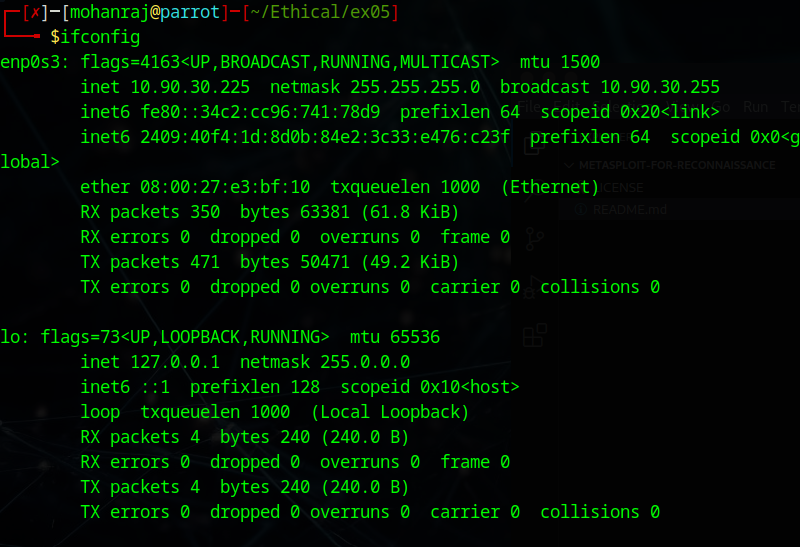 ┌─[✗]─[mohanraj@parrot]─[~/Ethical/ex05]
└──╼ $ifconfig
enp0s3: flags=4163<UP,BROADCAST,RUNNING,MULTICAST>  mtu 1500
        inet 10.90.30.225  netmask 255.255.255.0  broadcast 10.90.30.255
        inet6 fe80::34c2:cc96:741:78d9  prefixlen 64  scopeid 0x20<link>
        inet6 2409:40f4:1d:8d0b:84e2:3c33:e476:c23f  prefixlen 64  scopeid 0x0<g
lobal>
        ether 08:00:27:e3:bf:10  txqueuelen 1000  (Ethernet)
        RX packets 350  bytes 63381 (61.8 KiB)
        RX errors 0  dropped 0  overruns 0  frame 0
        TX packets 471  bytes 50471 (49.2 KiB)
        TX errors 0  dropped 0 overruns 0  carrier 0  collisions 0

lo: flags=73<UP,LOOPBACK,RUNNING>  mtu 65536
        inet 127.0.0.1  netmask 255.0.0.0
        inet6 ::1  prefixlen 128  scopeid 0x10<host>
        loop  txqueuelen 1000  (Local Loopback)
        RX packets 4  bytes 240 (240.0 B)
        RX errors 0  dropped 0  overruns 0  frame 0
        TX packets 4  bytes 240 (240.0 B)
        TX errors 0  dropped 0 overruns 0  carrier 0  collisions 0
File
Go Run
METASPLOIT-FOR-RECONNAISSANCE
README.md